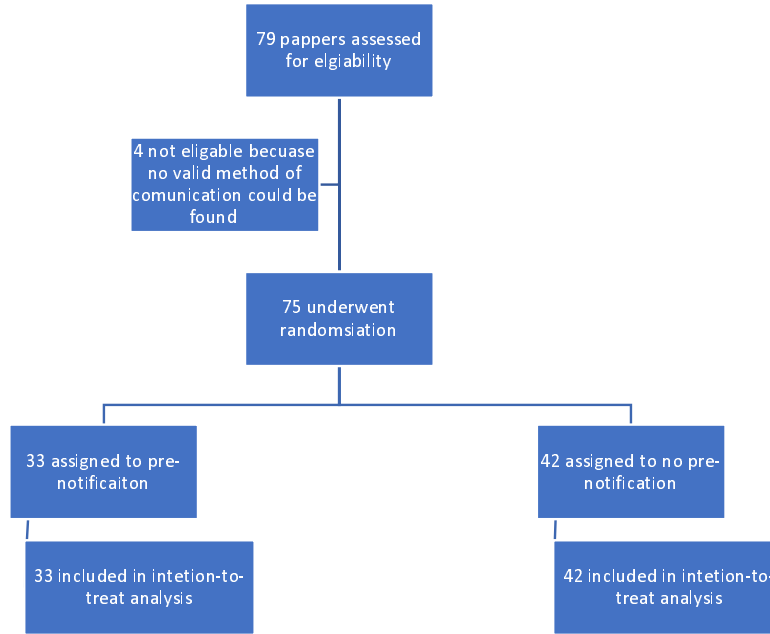 79 pappers assessed
for elgiability
4 not eligable becuase
no valid method of
comunication could be
found
75 underwent
randomsiation
33 assigned to pre-
notificaiton
42 assigned to no pre-
notification
33 included in intetion-to-
treat analysis
42 included in intetion-to-
treat analysis